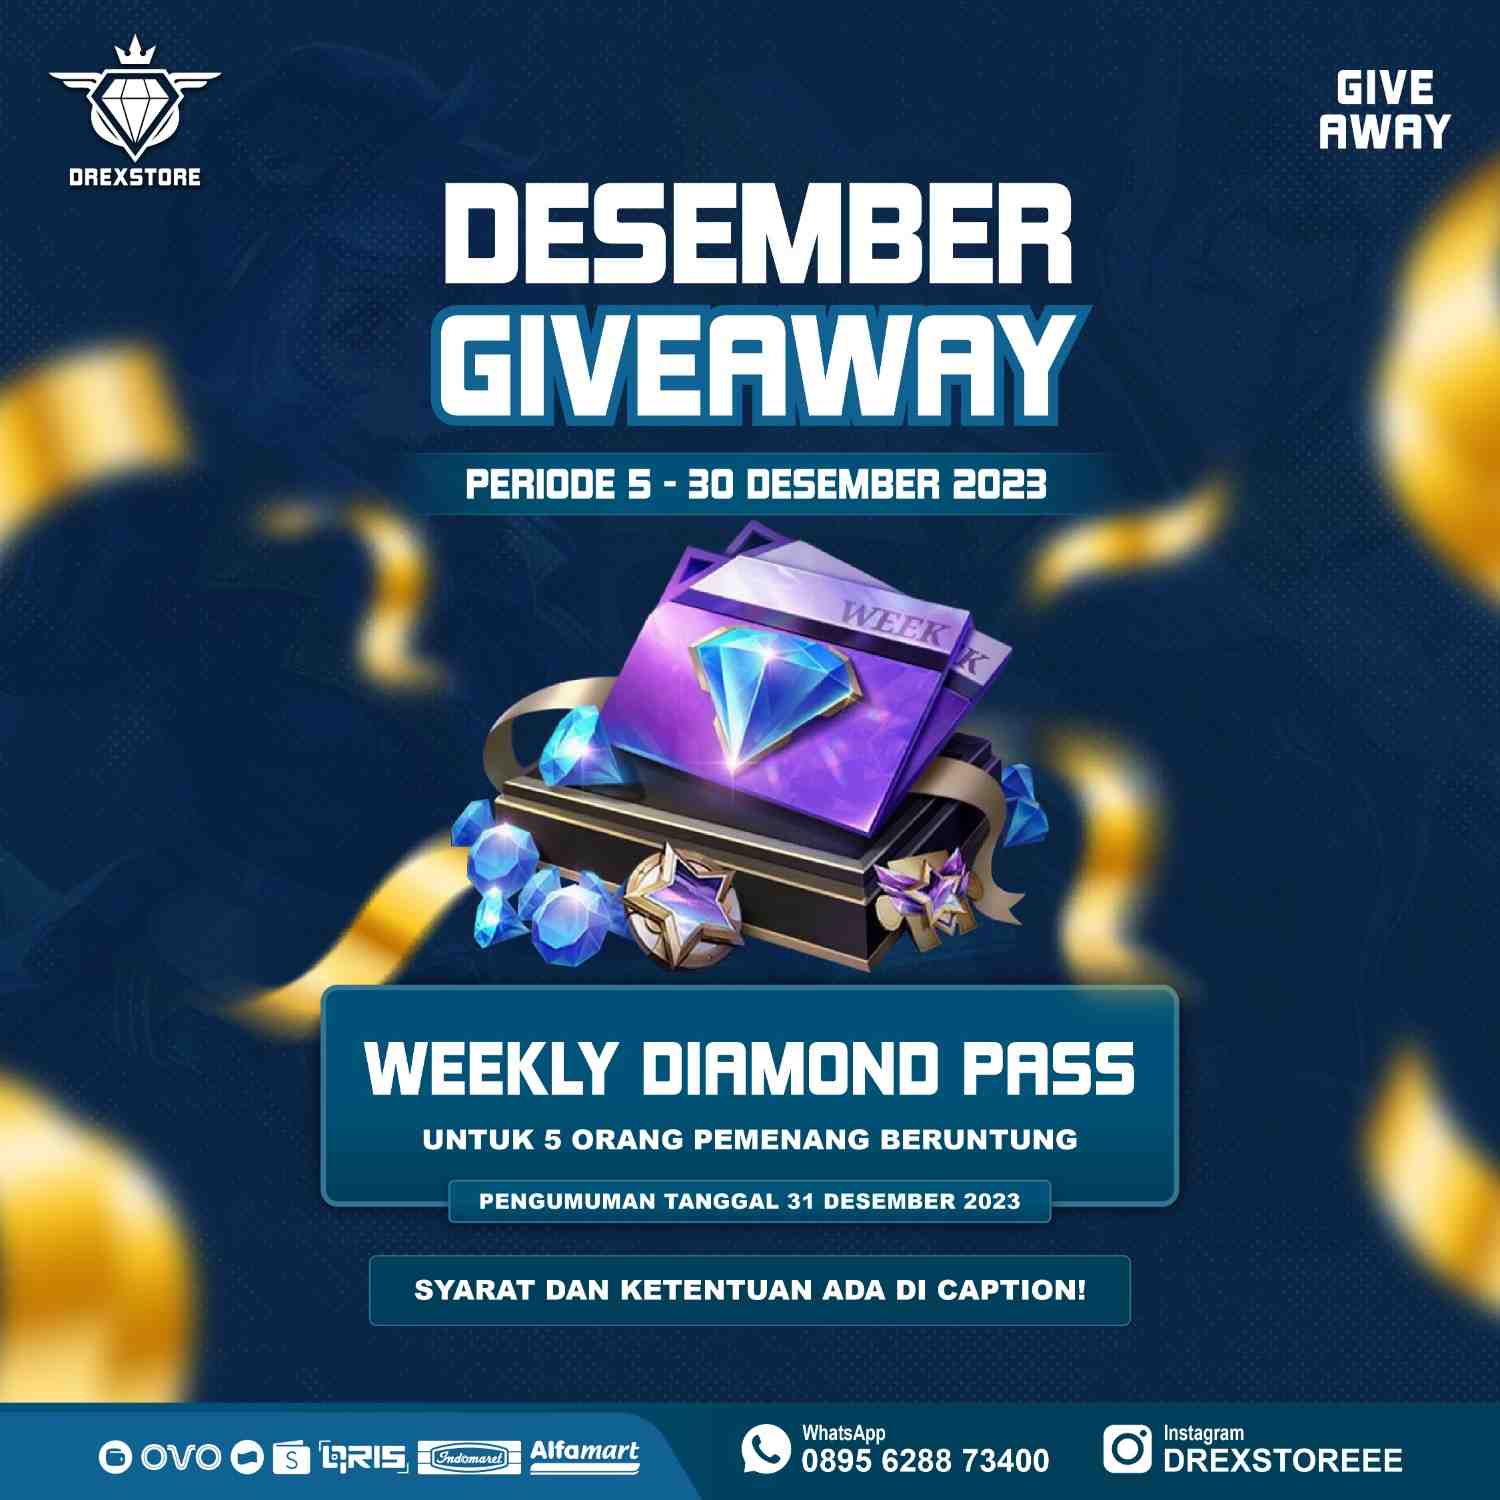 DREXSTORE
GIVE
AWAY
DESEMBER
GIVEAWAY
PERIODE 5 - 30 DESEMBER 2023
WEEK
K
WEEKLY DIAMOND PASS
UNTUK 5 ORANG PEMENANG BERUNTUNG
PENGUMUMAN TANGGAL 31 DESEMBER 2023
SYARAT DAN KETENTUAN ADA DI CAPTION!
OVO S QRIS Indomaret Alfamart
WhatsApp
0895 6288 73400
Instagram
DREXSTOREEE